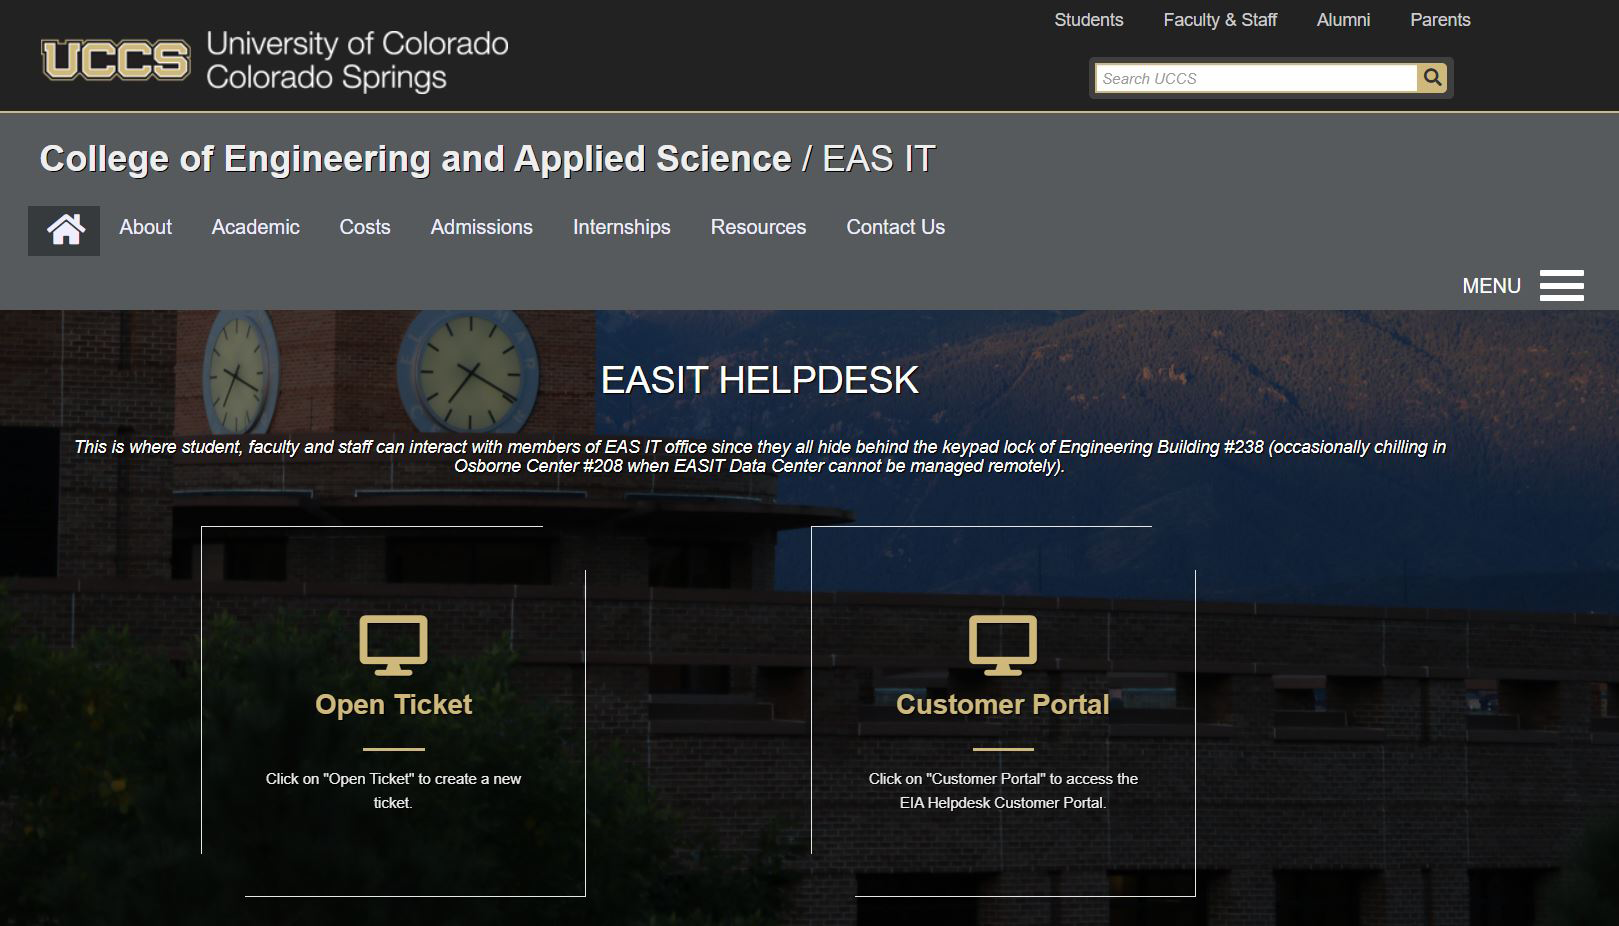 Students Faculty & Staff Alumni Parents
UCCS University of Colorado
Colorado Springs
Search UCCS
College of Engineering and Applied Science / EAS IT
About Academic Costs Admissions Internships Resources Contact Us
MENU
EASIT HELPDESK
This is where student, faculty and staff can interact with members of EAS IT office since they all hide behind the keypad lock of Engineering Building #238 (occasionally chilling in
Osborne Center #208 when EASIT Data Center cannot be managed remotely).
Open Ticket
Click on "Open Ticket" to create a new
ticket.
Customer Portal
Click on "Customer Portal" to access the
EIA Helpdesk Customer Portal.